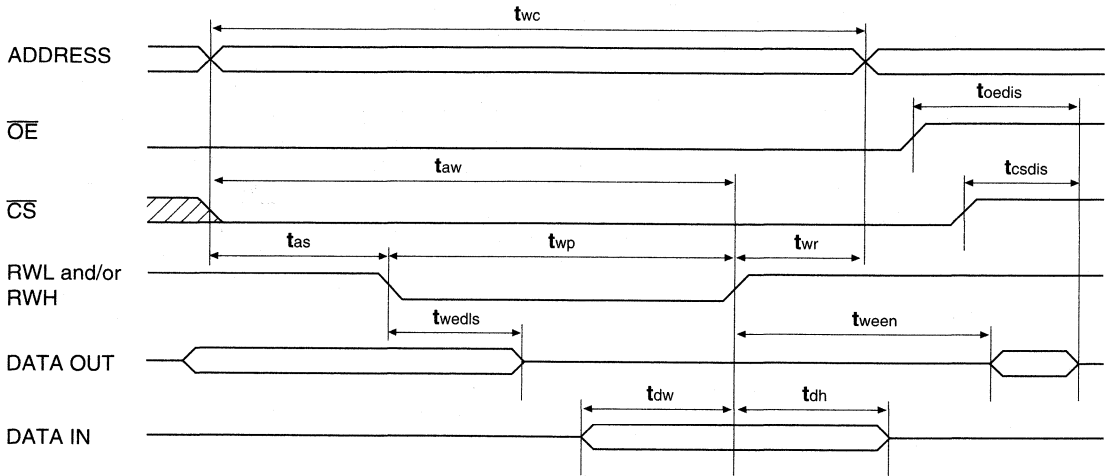 twc
ADDRESS
toedis
OE
taw
tcsdis
CS
tas
twp
twr
RWL and/or
RWH
twedls
tween
DATA OUT
tdw
tdh
DATA IN